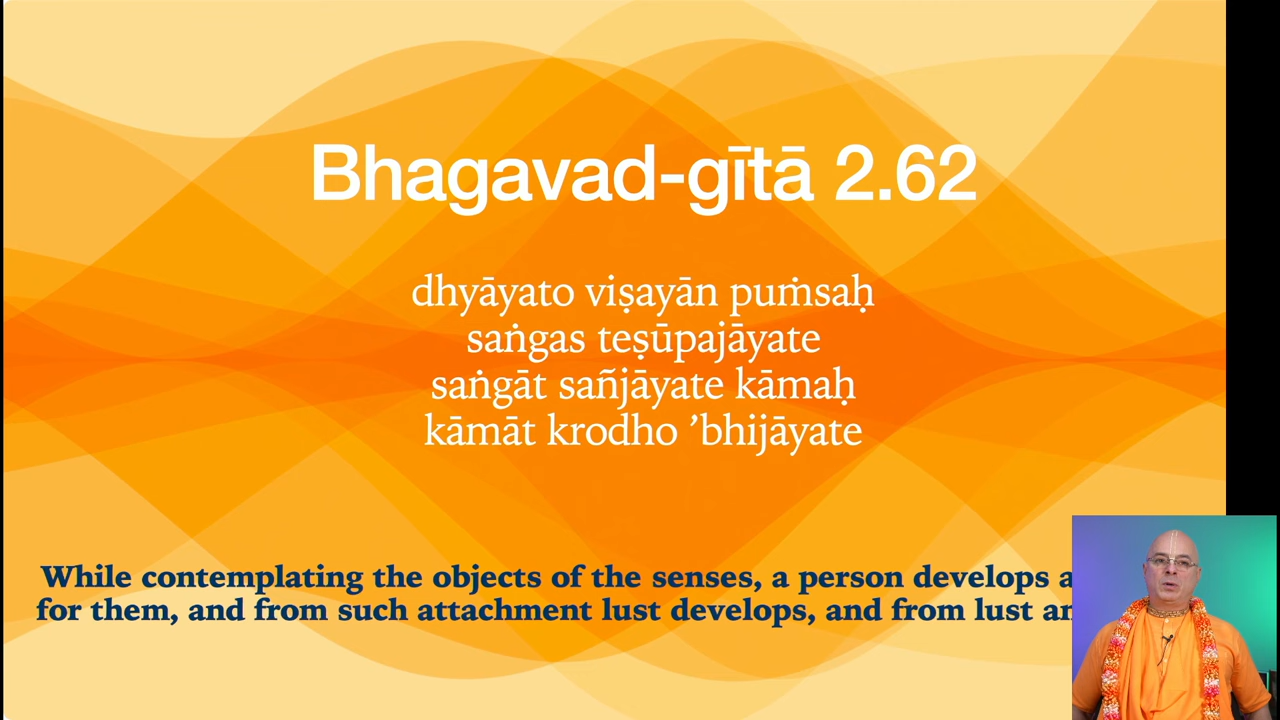 Bhagavad-gītā 2.62
dhyāyato viṣayān puṁsaḥ
saṅgas teṣūpajāyate
saṅgāt sañjāyate kāmaḥ
kāmāt krodho ’bhijāyate
While contemplating the objects of the senses, a person develops
for them, and from such attachment lust develops, and from lust